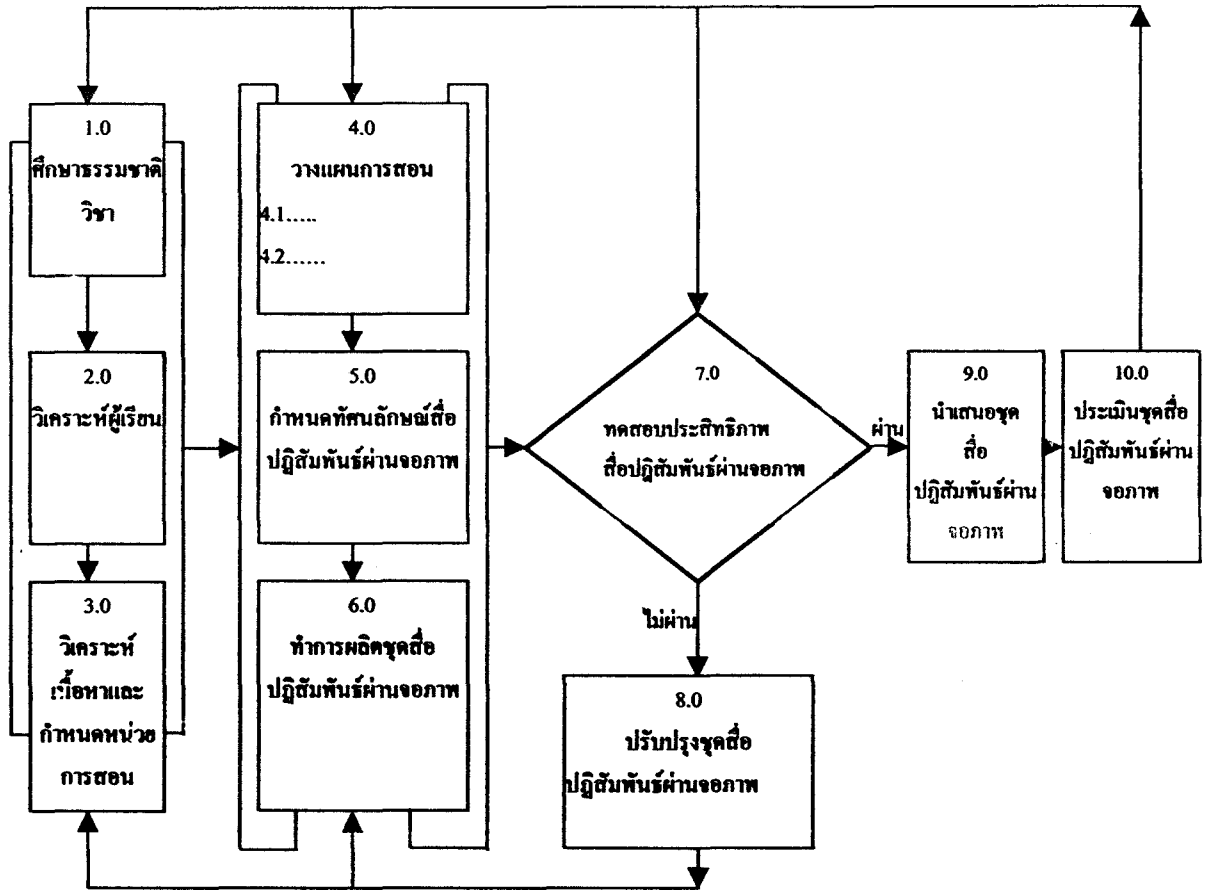 1.0
ศึกษาธรรมชาติ
วิชา
2.0
วิเคราะห์ผู้เรียน
3.0
วิเคราะห์
เนื้อหาและ
กำหนดหน่วย
การสอน
4.0
วางแผนการสอน
4.1.....
4.2......
5.0
กำหนดทัศนลักษณ์สื่อ
ปฏิสัมพันธ์ผ่านจอภาพ
6.0
ทำการผลิตชุดสื่อ
ปฏิสัมพันธ์ผ่านจอภาพ
7.0
ทดสอบประสิทธิภาพ
สื่อปฏิสัมพันธ์ผ่านจอภาพ
ผ่าน
ไม่ผ่าน
8.0
ปรับปรุงชุดสื่อ
ปฏิสัมพันธ์ผ่านจอภาพ
9.0
นำเสนอชุด
สื่อ
ปฏิสัมพันธ์ผ่าน
จอภาพ
10.0
ประเมินชุดสื่อ
ปฏิสัมพันธ์ผ่าน
จอภาพ